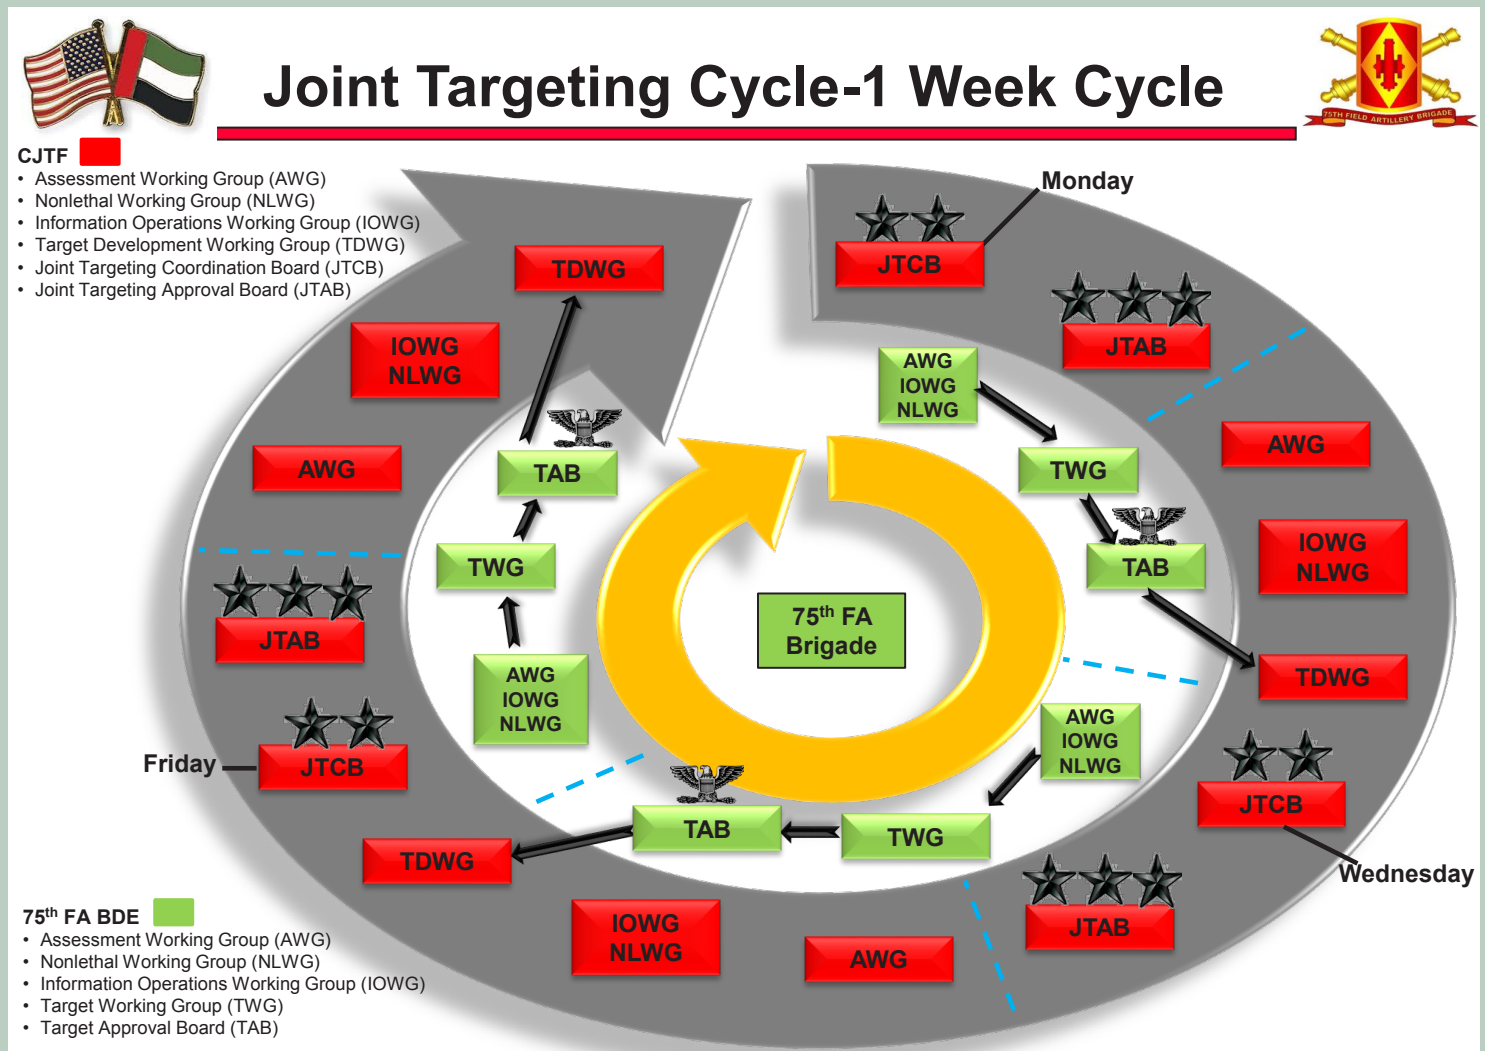 Joint Targeting Cycle-1 Week Cycle
75TH FIELD ARTILLERY BRIGADE
CJTF
• Assessment Working Group (AWG)
• Nonlethal Working Group (NLWG)
• Information Operations Working Group (IOWG)
• Target Development Working Group (TDWG)
• Joint Targeting Coordination Board (JTCB)
• Joint Targeting Approval Board (JTAB)
Monday
JTCB
JTAB
AWG
IOWG
NLWG
TDWG
JTCB
Wednesday
JTAB
AWG
IOWG
NLWG
TDWG
Friday
JTCB
JTAB
AWG
IOWG
NLWG
TDWG
AWG
IOWG
NLWG
TWG
TAB
AWG
IOWG
NLWG
TWG
TAB
AWG
IOWG
NLWG
TWG
TAB
75th FA
Brigade
75th FA BDE
• Assessment Working Group (AWG)
• Nonlethal Working Group (NLWG)
• Information Operations Working Group (IOWG)
• Target Working Group (TWG)
• Target Approval Board (TAB)